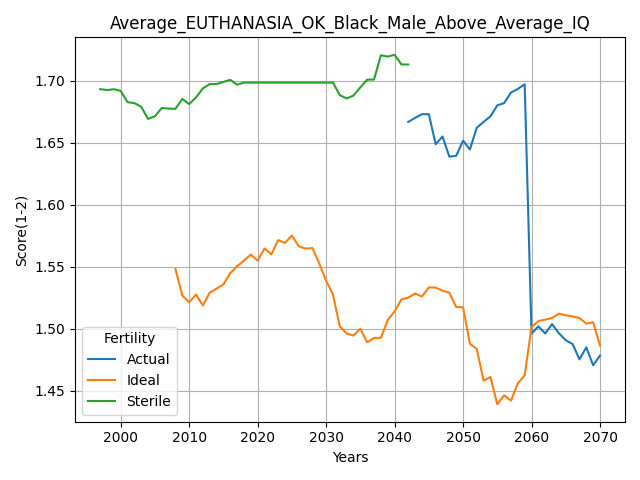 Average_EUTHANASIA_OK_Black_Male_Above_Average_IQ
Score(1-2)
1.70
1.65
1.60
1.55
1.50
1.45
Fertility
Actual
Ideal
Sterile
2000 2010 2020 2030 2040 2050 2060 2070
Years